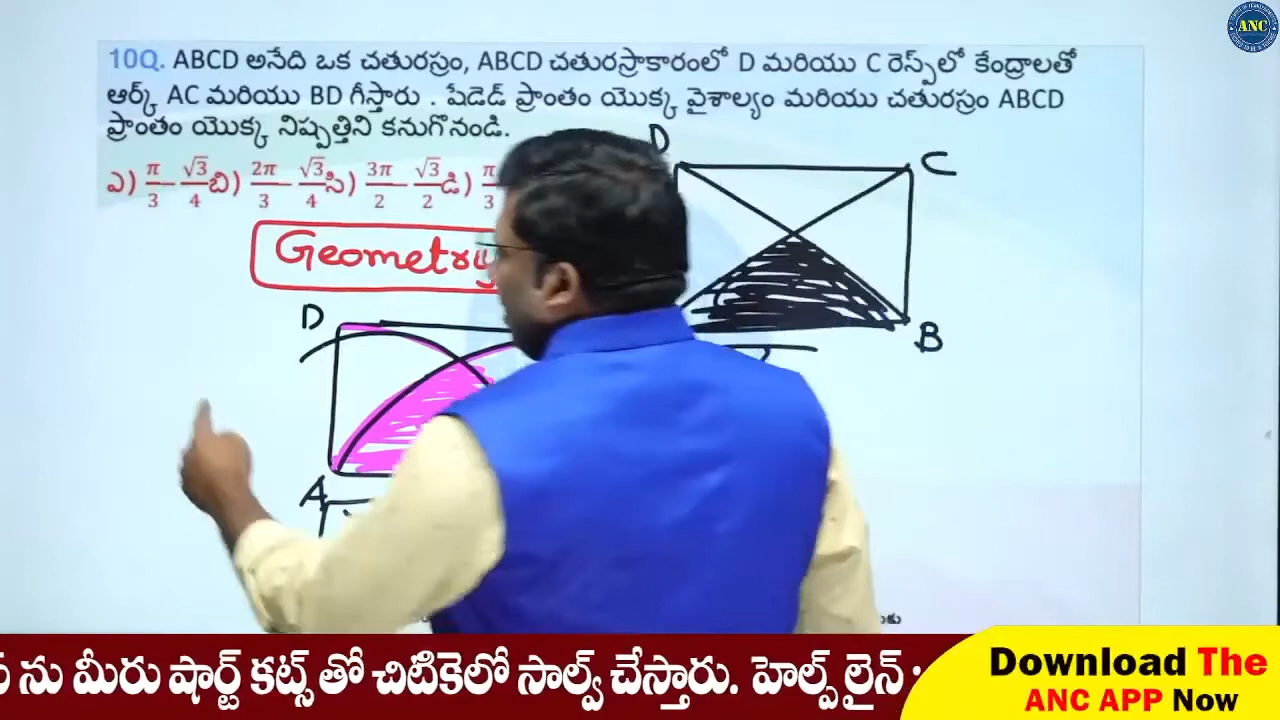 ANC
10Q. ABCD అనేది ఒక చతురస్రం, ABCD చతురస్రాకారంలో D మరియు C రెస్ప్‌లో కేంద్రాలతో
ఆర్క్ AC మరియు BD గీస్తారు . షేడెడ్ ప్రాంతం యొక్క వైశాల్యం మరియు చతురస్రం ABCD
ప్రాంతం యొక్క నిష్పత్తిని కనుగొనండి.
ఎ) π/3 - √3/4 బి) 2π/3 - √3/4 సి) 3π/2 - √3/2 డి) π/3
D
C
Geometry
D
B
A
ను మీరు షార్ట్ కట్స్ తో చిటికెలో సాల్వ్ చేస్తారు. హెల్ప్ లైన్ :
Download The
ANC APP Now